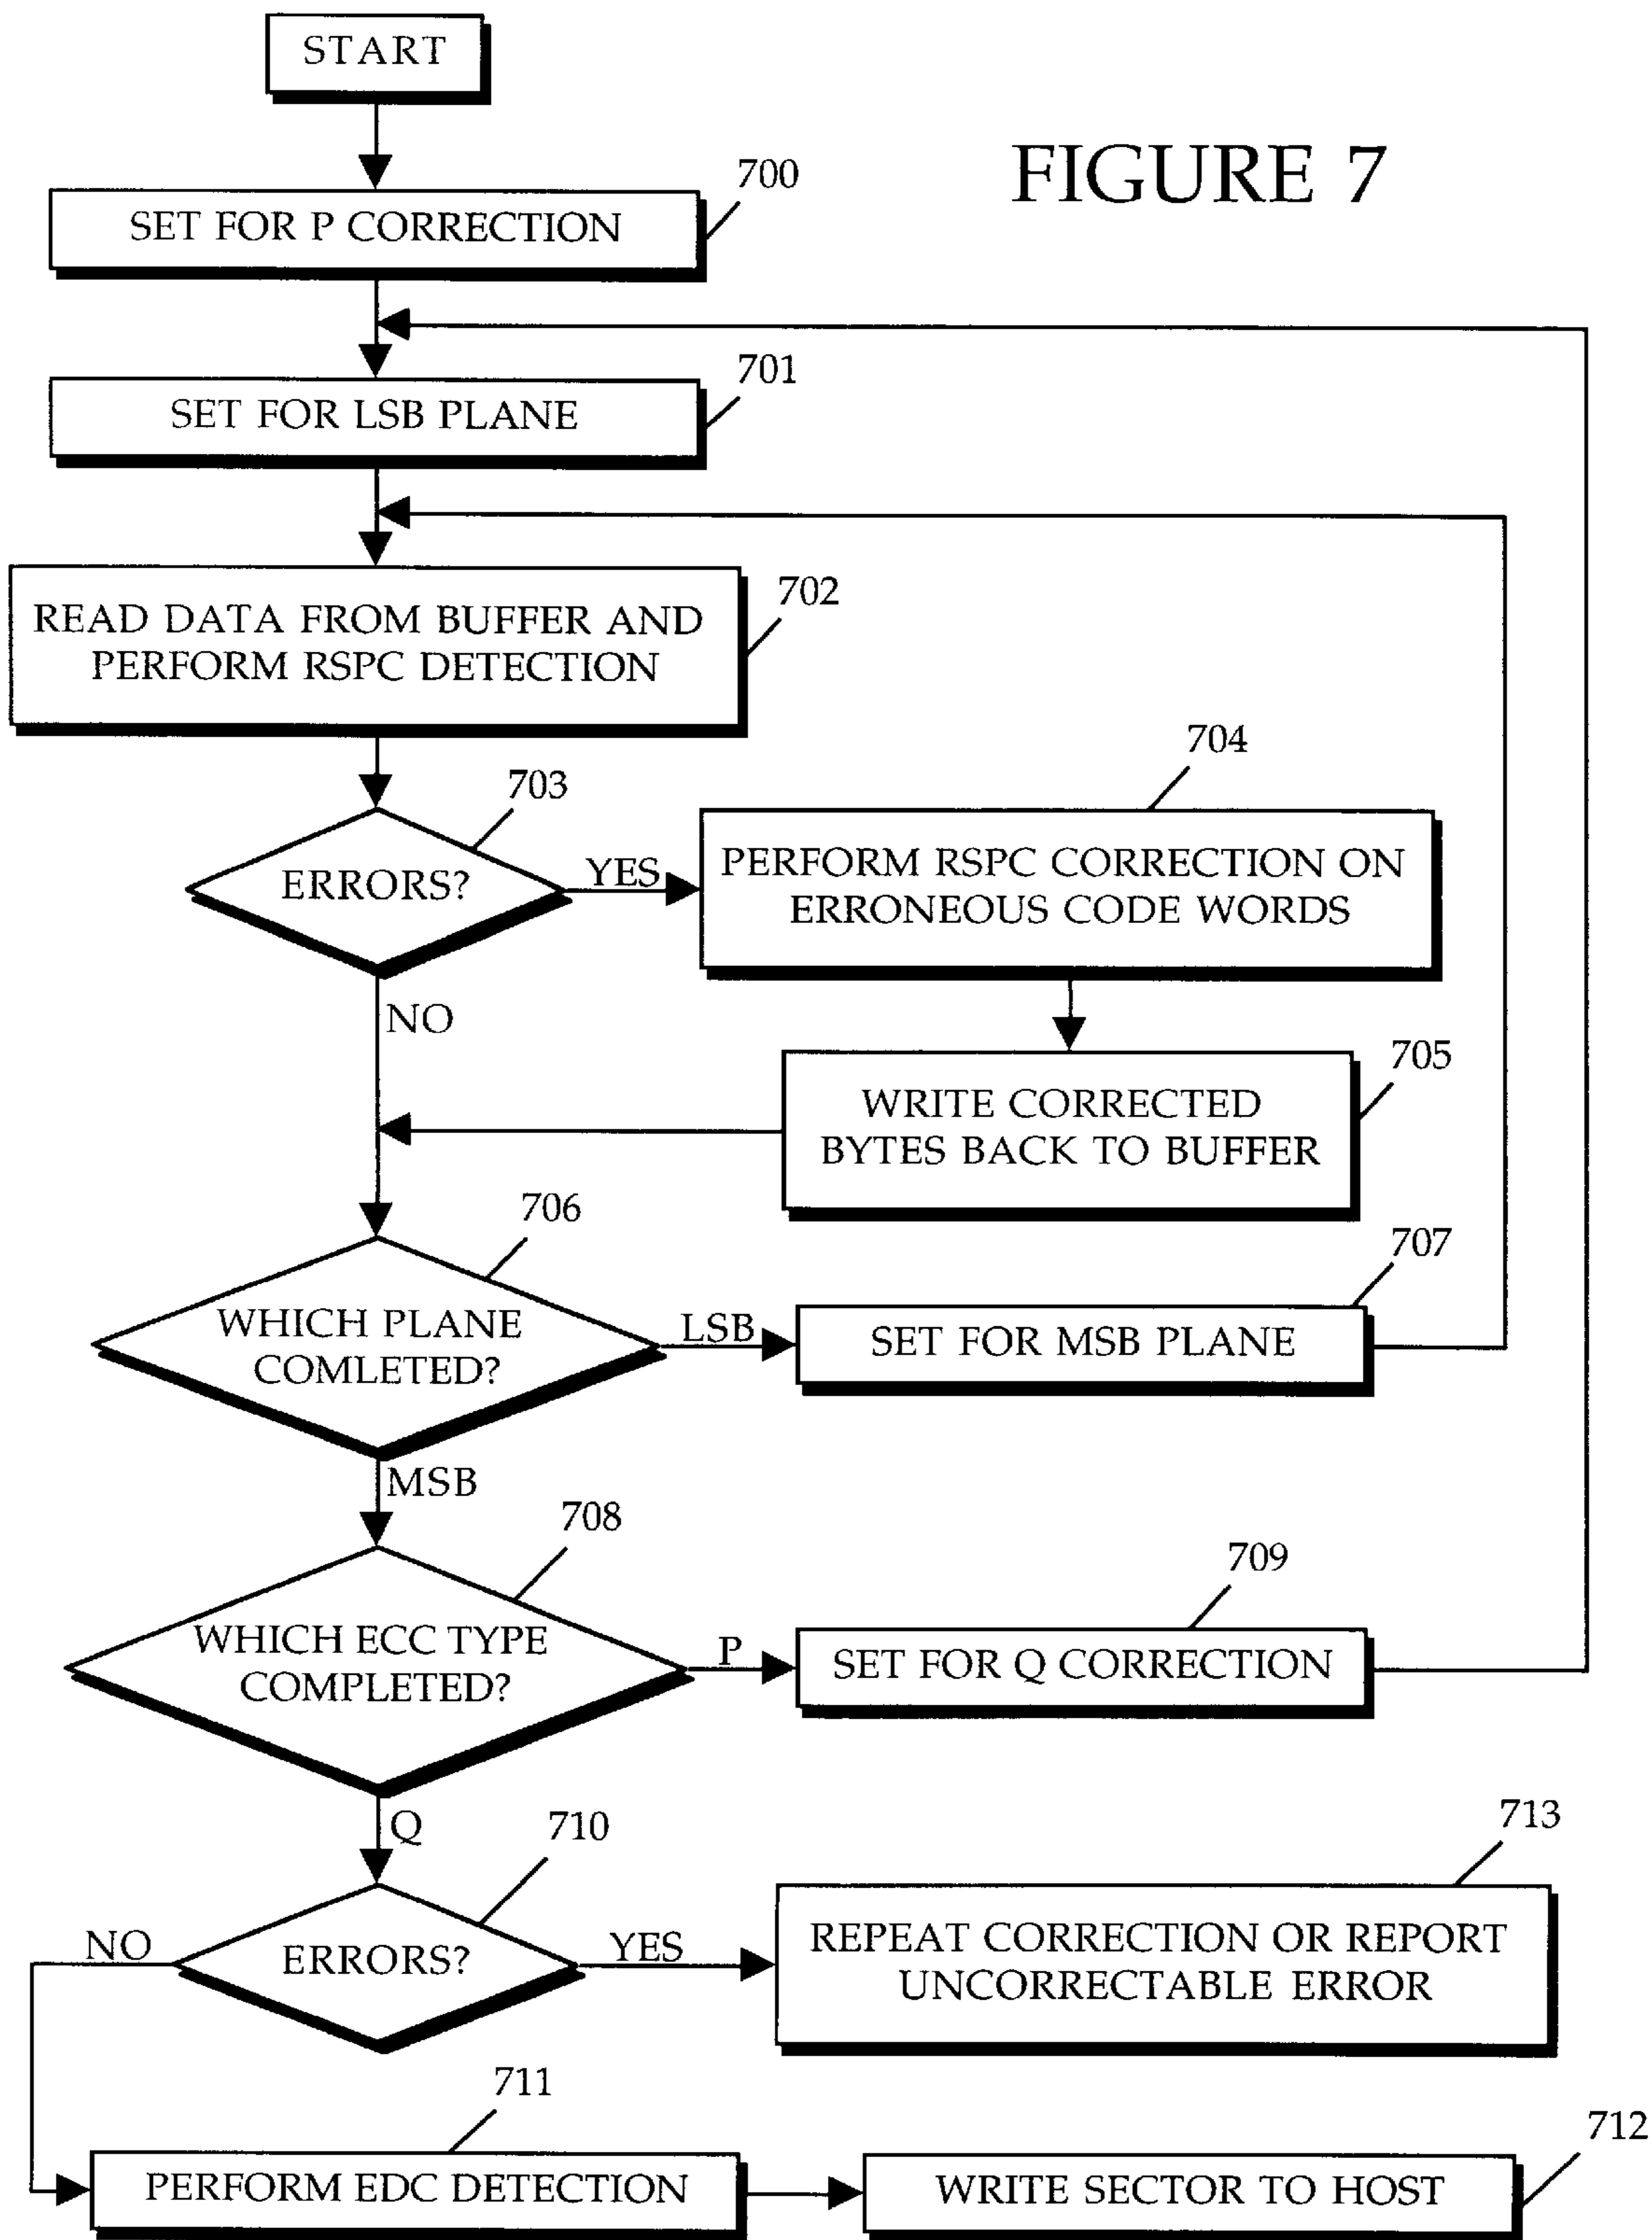 START
FIGURE 7
700
SET FOR P CORRECTION
701
SET FOR LSB PLANE
702
READ DATA FROM BUFFER AND
PERFORM RSPC DETECTION
703
704
ERRORS?
YES
PERFORM RSPC CORRECTION ON
ERRONEOUS CODE WORDS
NO
705
WRITE CORRECTED
BYTES BACK TO BUFFER
706
707
WHICH PLANE
COMLETED?
LSB
SET FOR MSB PLANE
MSB
708
709
WHICH ECC TYPE
COMPLETED?
P
SET FOR Q CORRECTION
Q
710
713
NO
ERRORS?
YES
REPEAT CORRECTION OR REPORT
UNCORRECTABLE ERROR
711
712
PERFORM EDC DETECTION
WRITE SECTOR TO HOST